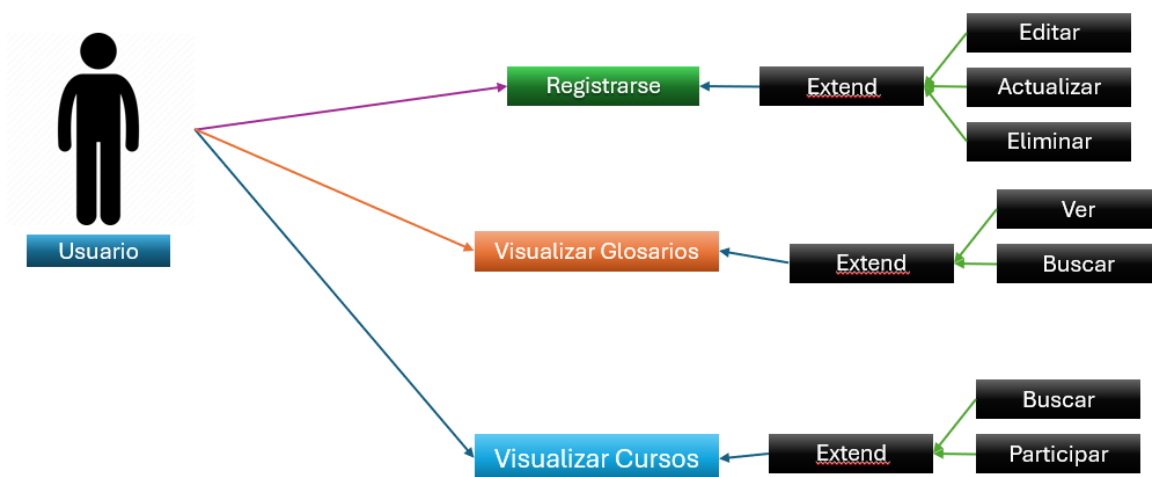 Editar
Registrarse
Extend
Actualizar
Eliminar
Usuario
Ver
Visualizar Glosarios
Extend
Buscar
Buscar
Visualizar Cursos
Extend
Participar